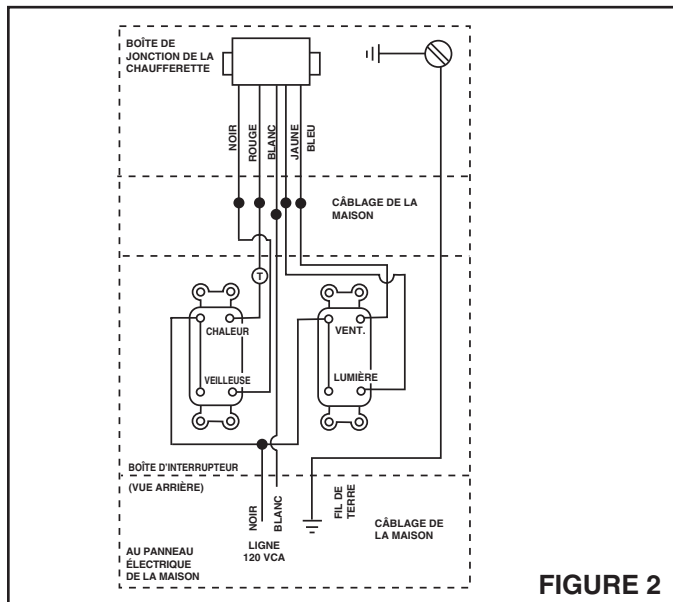 BOÎTE DE
JONCTION DE LA
CHAUFFERETTE
NOIR
ROUGE
BLANC
JAUNE
BLEU
CÂBLAGE DE LA
MAISON
T
CHALEUR
VEILLEUSE
VENT.
LUMIÈRE
BOÎTE D'INTERRUPTEUR
(VUE ARRIÈRE)
NOIR
BLANC
LIGNE
120 VCA
FIL DE
TERRE
CÂBLAGE DE
LA MAISON
AU PANNEAU
ÉLECTRIQUE
DE LA MAISON
FIGURE 2